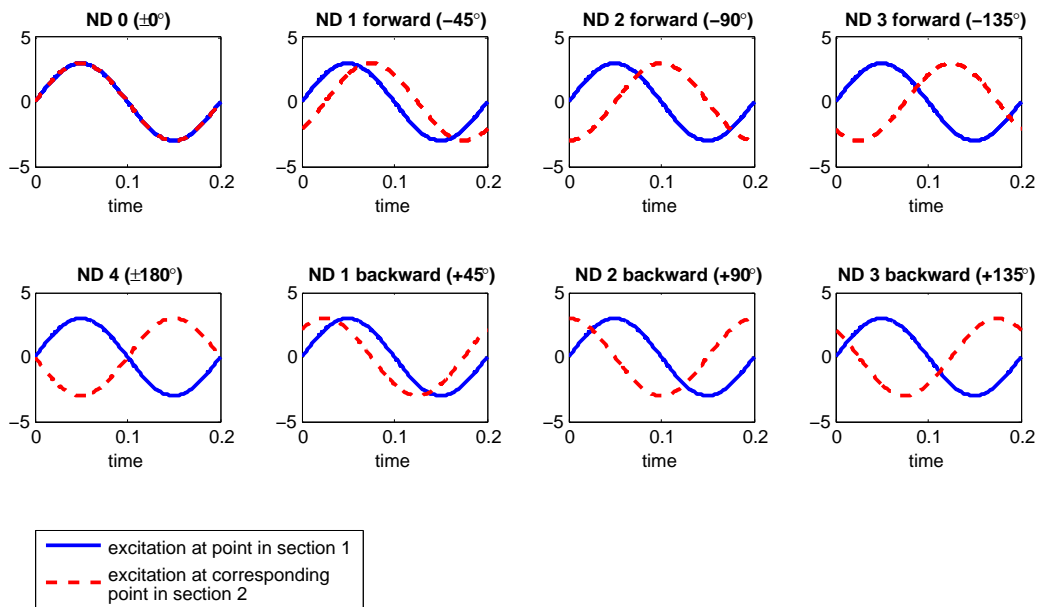 ND 0 (±0°)
ND 1 forward (−45°)
ND 2 forward (−90°)
ND 3 forward (−135°)
5
0
−5
0
0.1
0.2
time
5
0
−5
0
0.1
0.2
time
5
0
−5
0
0.1
0.2
time
5
0
−5
0
0.1
0.2
time
ND 4 (±180°)
ND 1 backward (+45°)
ND 2 backward (+90°)
ND 3 backward (+135°)
5
0
−5
0
0.1
0.2
time
5
0
−5
0
0.1
0.2
time
5
0
−5
0
0.1
0.2
time
5
0
−5
0
0.1
0.2
time
excitation at point in section 1
excitation at corresponding
point in section 2